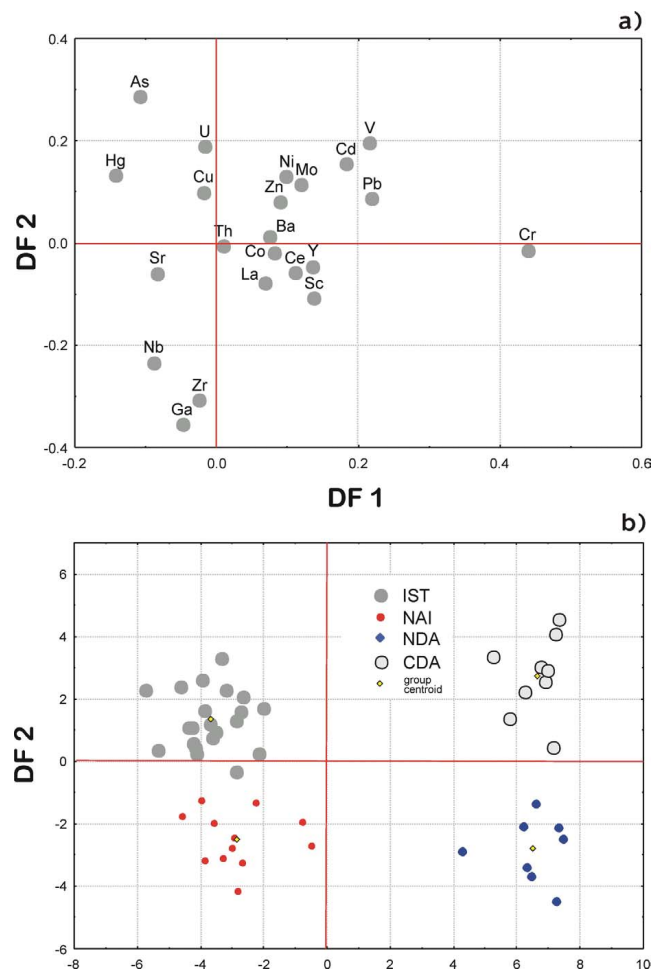 a)
0.4
As
U
V
0.2
Cd
Hg
Ni
Mo
Cu
Zn
Pb
Ba
Th
DF 2
0.0
Co
Ce
Y
Cr
Sr
La
Sc
-0.2
Nb
Zr
Ga
-0.4
-0.2
0.0
0.2
0.4
0.6
DF 1
b)
6
IST
NAI
NDA
4
CDA
group
centroid
2
DF 2
0
-2
-4
-6
-8
-6
-4
-2
0
2
4
6
8
10